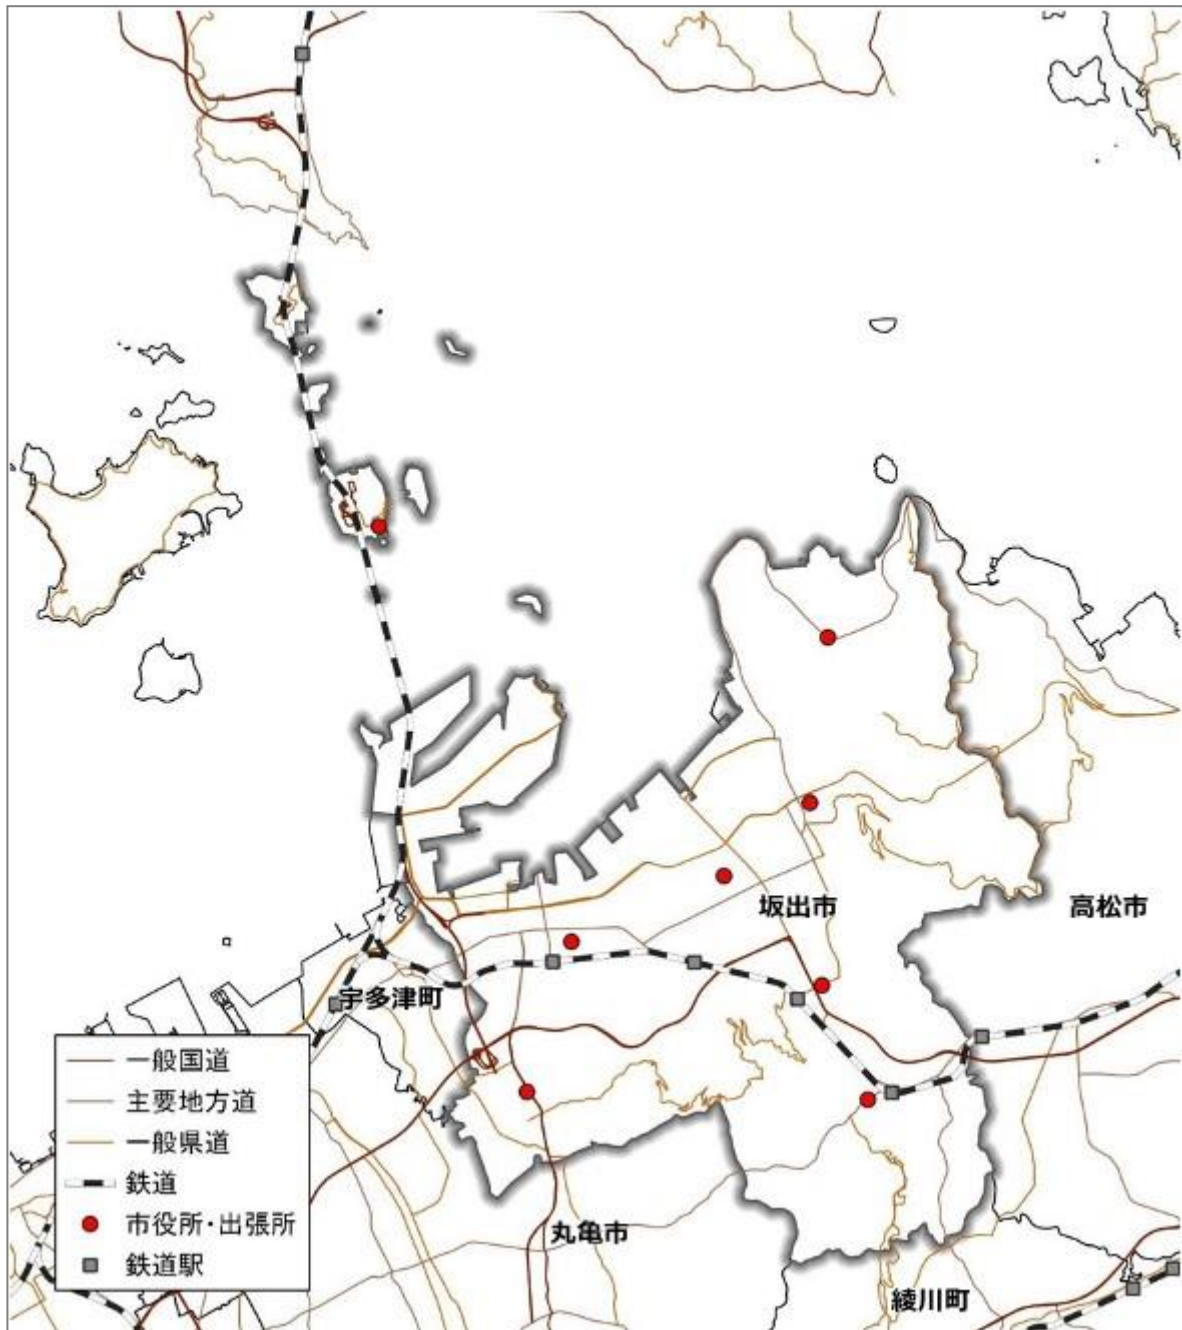 坂出市
高松市
宇多津町
一般国道
主要地方道
一般県道
鉄道
市役所・出張所
鉄道駅
丸亀市
綾川町